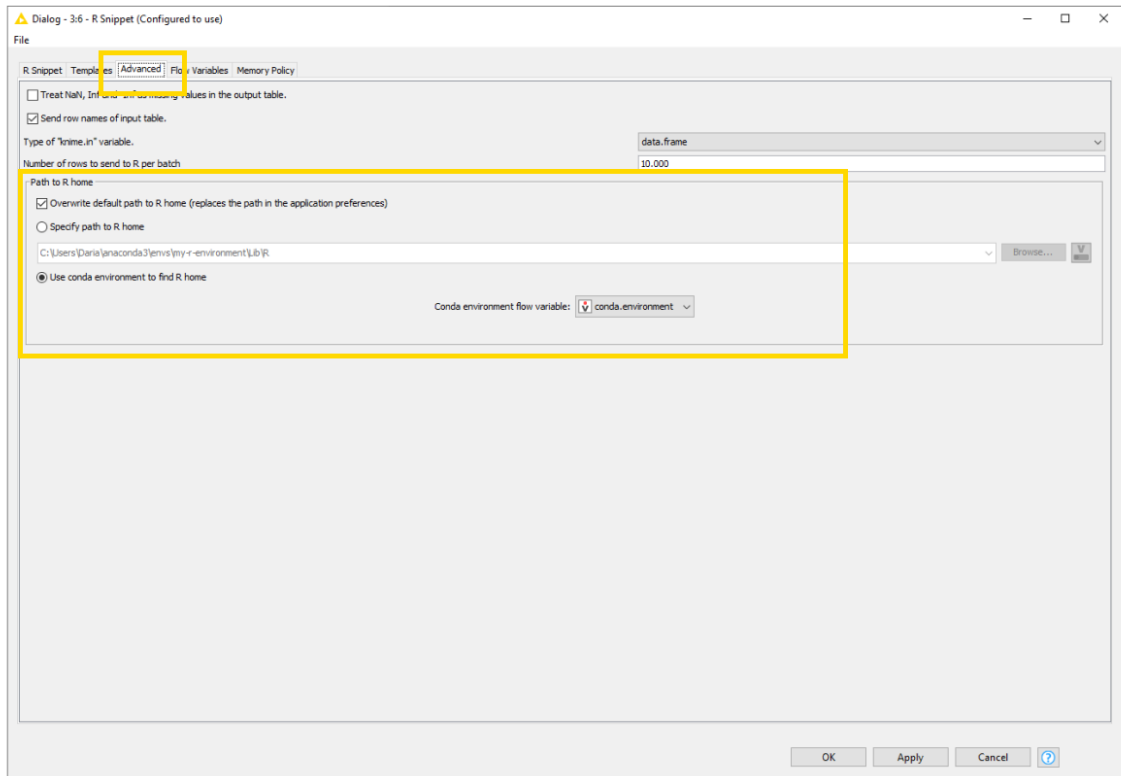 Dialog - 3:6 - R Snippet (Configured to use)
File
R Snippet Templates Advanced Flow Variables Memory Policy
Treat NaN, Inf and -Inf as missing values in the output table.
Send row names of input table.
Type of "knime.in" variable. data.frame
Number of rows to send to R per batch 10.000
Path to R home
Overwrite default path to R home (replaces the path in the application preferences)
Specify path to R home
C:\Users\Daria\anaconda3\envs\my-r-environment\Lib\R Browse... V
Use conda environment to find R home
Conda environment flow variable: V conda.environment
OK Apply Cancel ?